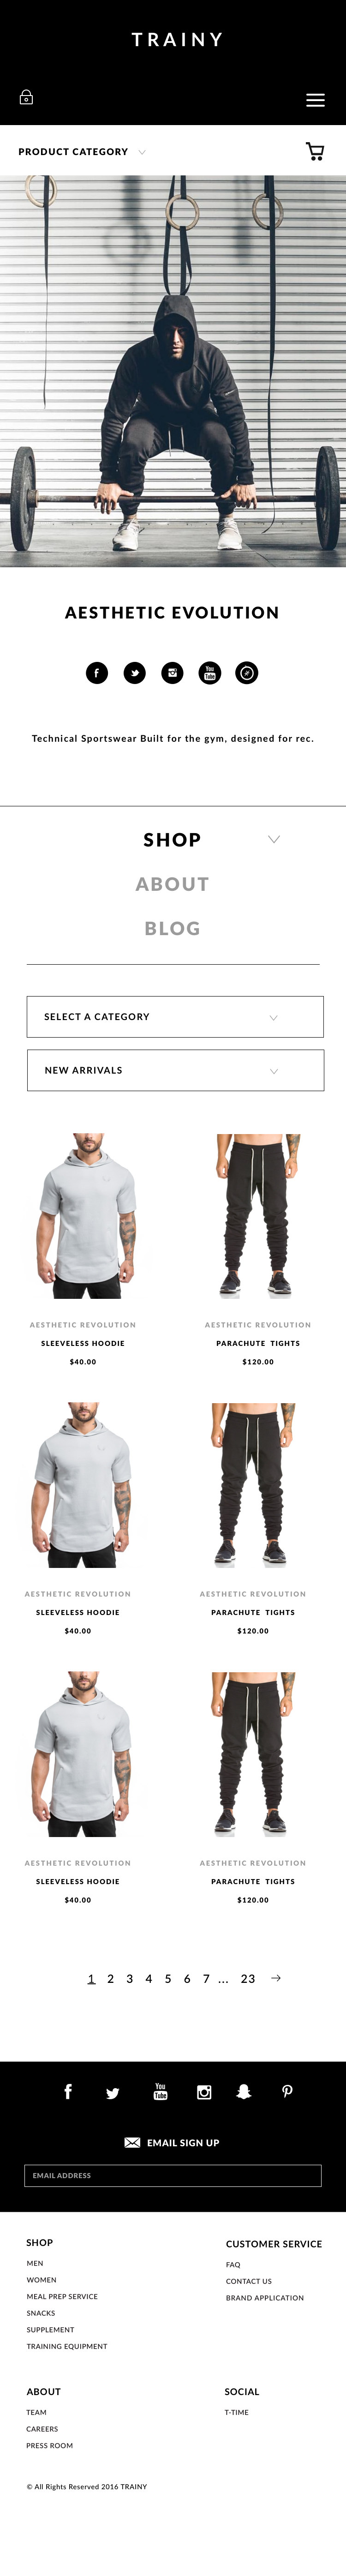 TRAINY
PRODUCT CATEGORY
AESTHETIC EVOLUTION
You Tube
Technical Sportswear Built for the gym, designed for rec.
SHOP
ABOUT
BLOG
SELECT A CATEGORY
NEW ARRIVALS
AESTHETIC REVOLUTION
SLEEVELESS HOODIE
$40.00
AESTHETIC REVOLUTION
PARACHUTE TIGHTS
$120.00
AESTHETIC REVOLUTION
SLEEVELESS HOODIE
$40.00
AESTHETIC REVOLUTION
PARACHUTE TIGHTS
$120.00
AESTHETIC REVOLUTION
SLEEVELESS HOODIE
$40.00
AESTHETIC REVOLUTION
PARACHUTE TIGHTS
$120.00
1 2 3 4 5 6 7 ... 23 →
You Tube
EMAIL SIGN UP
EMAIL ADDRESS
SHOP
MEN
WOMEN
MEAL PREP SERVICE
SNACKS
SUPPLEMENT
TRAINING EQUIPMENT
CUSTOMER SERVICE
FAQ
CONTACT US
BRAND APPLICATION
ABOUT
TEAM
CAREERS
PRESS ROOM
SOCIAL
T-TIME
© All Rights Reserved 2016 TRAINY